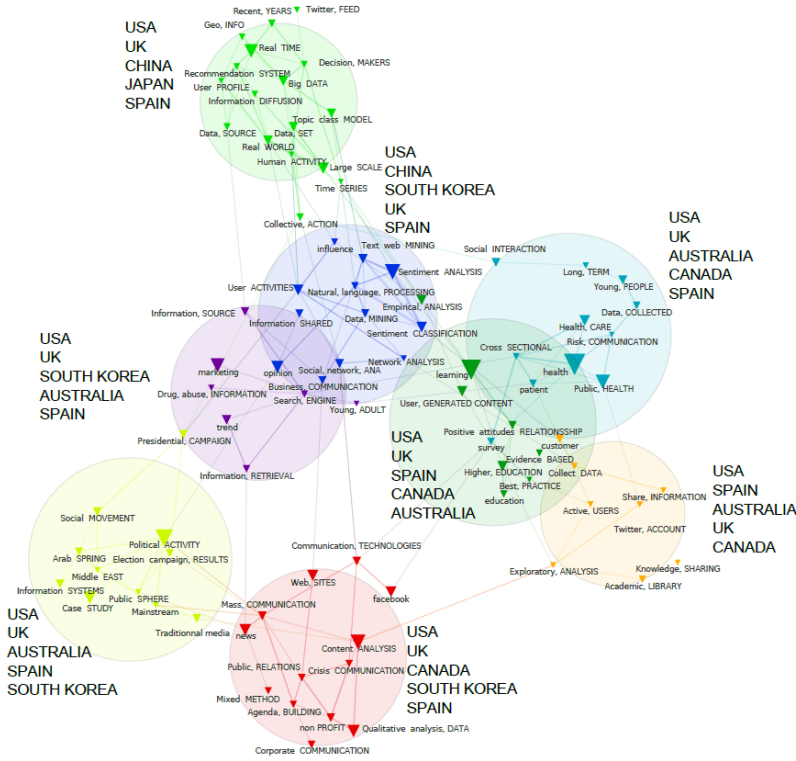 Recent, YEARS
Twitter, FEED
Geo, INFO
USA
UK
CHINA
JAPAN
SPAIN
Real TIME
Decision, MAKERS
Recommendation SYSTEM
Big DATA
User PROFILE
Information DIFFUSION
Topic class MODEL
Data, SOURCE
Data, SET
Real WORLD
Human ACTIVITY
Large SCALE
Time SERIES
Collective, ACTION
USA
CHINA
SOUTH KOREA
UK
SPAIN
influence
Text web MINING
Sentiment ANALYSIS
User ACTIVITIES
Natural, language, PROCESSING
Empirical, ANALYSIS
Information SHARED
Data, MINING
Sentiment CLASSIFICATION
Network ANALYSIS
opinion
Social, network, ANA
Business, COMMUNICATION
Social INTERACTION
Long, TERM
Young, PEOPLE
Data, COLLECTED
Health, CARE
Risk, COMMUNICATION
Cross SECTIONAL
health
patient
Public, HEALTH
USA
UK
AUSTRALIA
CANADA
SPAIN
Information, SOURCE
marketing
Drug, abuse, INFORMATION
Search, ENGINE
Young, ADULT
trend
Information, RETRIEVAL
USA
UK
SOUTH KOREA
AUSTRALIA
SPAIN
learning
User, GENERATED CONTENT
Positive attitudes RELATIONSSHIP
survey
customer
Evidence BASED
Higher, EDUCATION
Collect DATA
Best, PRACTICE
education
USA
UK
SPAIN
CANADA
AUSTRALIA
Share, INFORMATION
Active, USERS
Twitter, ACCOUNT
Exploratory, ANALYSIS
Knowledge, SHARING
Academic, LIBRARY
USA
SPAIN
AUSTRALIA
UK
CANADA
Presidential, CAMPAIGN
Social MOVEMENT
Political ACTIVITY
Arab SPRING
Election campaign, RESULTS
Middle EAST
Information SYSTEMS
Public SPHERE
Case STUDY
Mainstream
Traditionnal media
USA
UK
AUSTRALIA
SPAIN
SOUTH KOREA
Communication, TECHNOLOGIES
Web, SITES
facebook
Mass, COMMUNICATION
news
Content ANALYSIS
Public, RELATIONS
Crisis COMMUNICATION
Mixed METHOD
Agenda, BUILDING
non PROFIT
Qualitative analysis, DATA
Corporate COMMUNICATION
USA
UK
CANADA
SOUTH KOREA
SPAIN